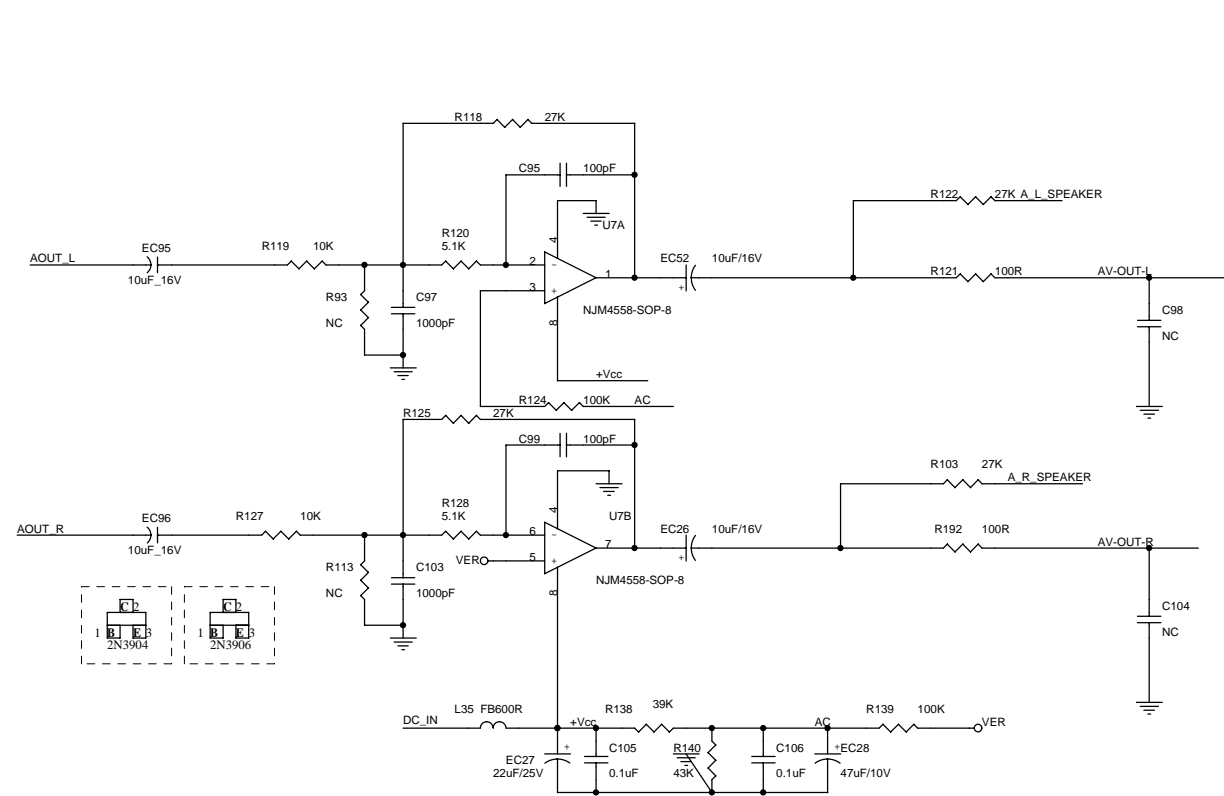 R118 27K
C95 100pF
4
U7A
R122 27K A_L_SPEAKER
AOUT_L
EC95
10uF_16V
R119 10K
R120
5.1K
2
3
1
8
EC52 10uF/16V
R121 100R
AV-OUT-L
R93
NC
C97
1000pF
NJM4558-SOP-8
C98
NC
+Vcc
R124 100K AC
R125 27K
C99 100pF
4
U7B
R103 27K
A_R_SPEAKER
AOUT_R
EC96
10uF_16V
R127 10K
R128
5.1K
6
5
7
8
VER
EC26 10uF/16V
R192 100R
AV-OUT-R
R113
NC
C103
1000pF
NJM4558-SOP-8
C104
NC
C 2
1 B E 3
2N3904
C 2
1 B E 3
2N3906
DC_IN
L35 FB600R
+Vcc
R138 39K
AC
R139 100K
VER
EC27
22uF/25V
C105
0.1uF
R140
43K
C106
0.1uF
EC28
47uF/10V